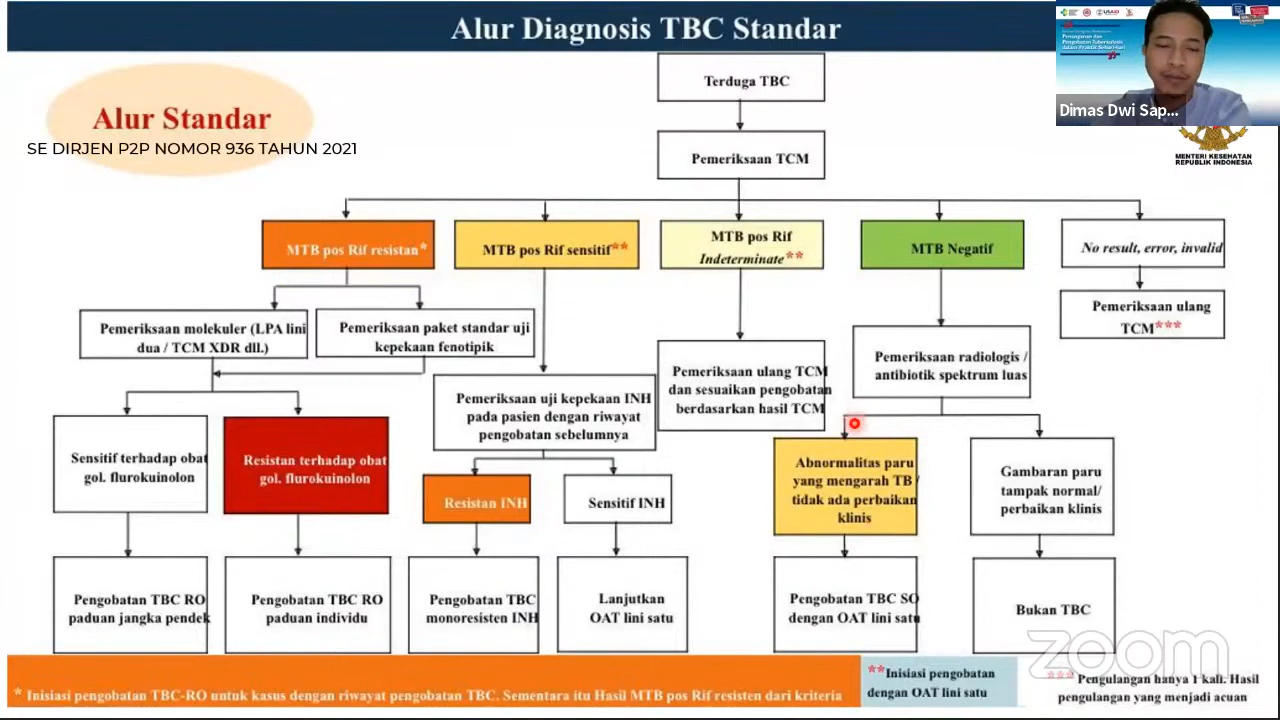 Alur Diagnosis TBC Standar
USAID
Penanganan dan
Pengobatan Tuberkulosis
dalam Praktik Sehari-Hari
Dimas Dwi Sap...
MENTERI KESEHATAN
REPUBLIK INDONESIA
Alur Standar
SE DIRJEN P2P NOMOR 936 TAHUN 2021
Terduga TBC
Pemeriksaan TCM
MTB pos Rif resistan*
MTB pos Rif sensitif**
MTB pos Rif
Indeterminate**
MTB Negatif
No result, error, invalid
Pemeriksaan molekuler (LPA lini
dua / TCM XDR dll.)
Pemeriksaan paket standar uji
kepekaan fenotipik
Pemeriksaan uji kepekaan INH
pada pasien dengan riwayat
pengobatan sebelumnya
Pemeriksaan ulang TCM
dan sesuaikan pengobatan
berdasarkan hasil TCM
Pemeriksaan radiologis /
antibiotik spektrum luas
Pemeriksaan ulang
TCM***
Sensitif terhadap obat
gol. flurokuinolon
Resistan terhadap obat
gol. flurokuinolon
Resistan INH
Sensitif INH
Abnormalitas paru
yang mengarah TB /
tidak ada perbaikan
klinis
Gambaran paru
tampak normal/
perbaikan klinis
Pengobatan TBC RO
paduan jangka pendek
Pengobatan TBC RO
paduan individu
Pengobatan TBC
monoresisten INH
Lanjutkan
OAT lini satu
Pengobatan TBC SO
dengan OAT lini satu
Bukan TBC
* Inisiasi pengobatan TBC-RO untuk kasus dengan riwayat pengobatan TBC. Sementara itu Hasil MTB pos Rif resisten dari kriteria
**Inisiasi pengobatan
dengan OAT lini satu
*** Pengulangan hanya 1 kali. Hasil
pengulangan yang menjadi acuan
zoom